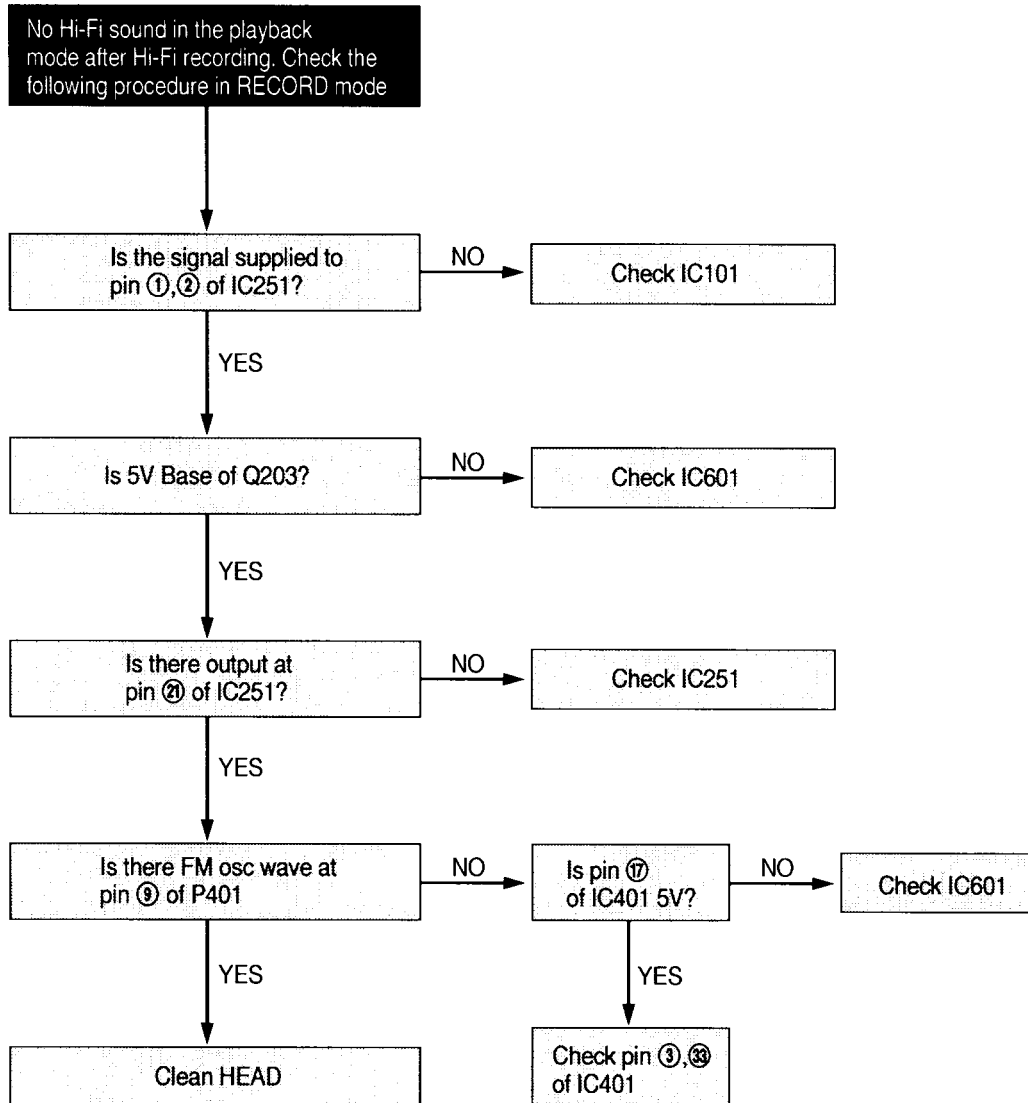 No Hi-Fi sound in the playback
mode after Hi-Fi recording. Check the
following procedure in RECORD mode
Is the signal supplied to
pin ①,② of IC251?
NO
Check IC101
YES
Is 5V Base of Q203?
NO
Check IC601
YES
Is there output at
pin ㉑ of IC251?
NO
Check IC251
YES
Is there FM osc wave at
pin ⑨ of P401
NO
Is pin ⑰
of IC401 5V?
NO
Check IC601
YES
YES
Clean HEAD
Check pin ③,㉝
of IC401